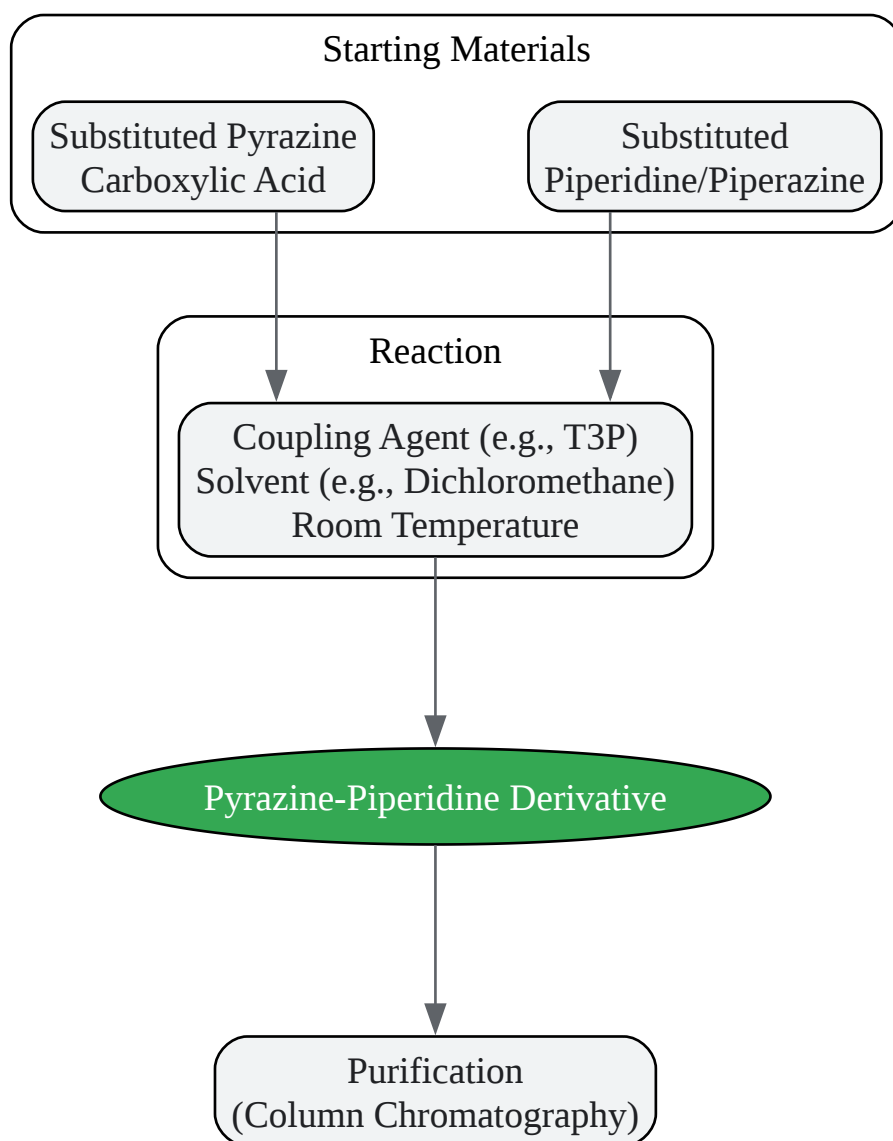 Starting Materials
Substituted Pyrazine
Carboxylic Acid
Substituted
Piperidine/Piperazine
Reaction
Coupling Agent (e.g., T3P)
Solvent (e.g., Dichloromethane)
Room Temperature
Pyrazine-Piperidine Derivative
Purification
(Column Chromatography)